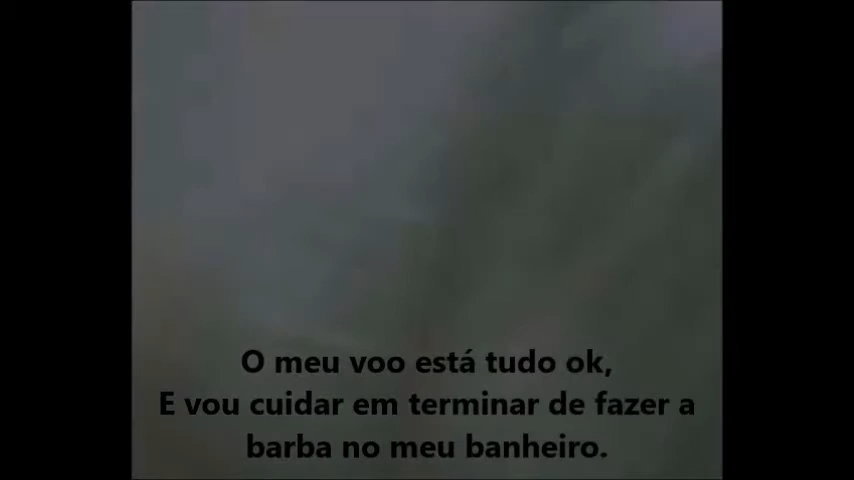 O meu voo está tudo ok,
E vou cuidar em terminar de fazer a
barba no meu banheiro.